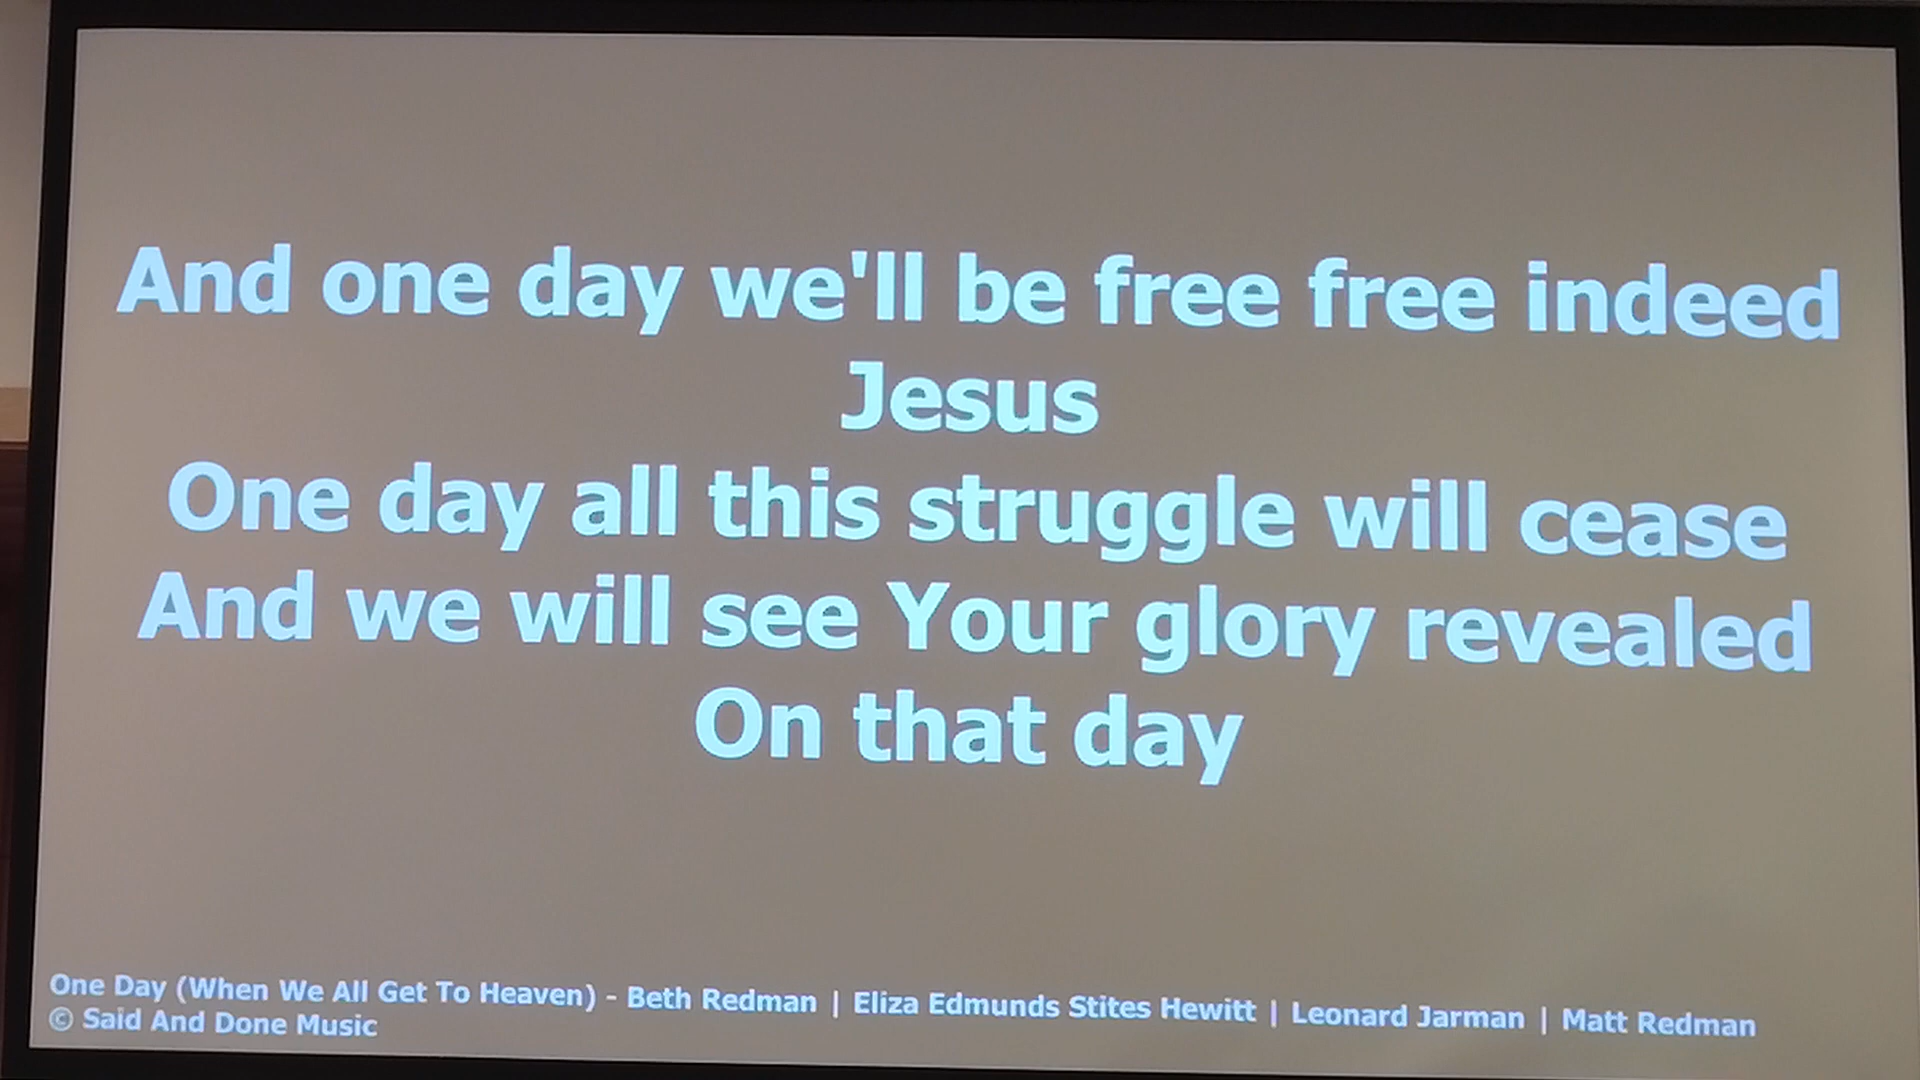 And one day we'll be free free indeed
Jesus
One day all this struggle will cease
And we will see Your glory revealed
On that day
One Day (When We All Get To Heaven) - Beth Redman | Eliza Edmunds Stites Hewitt | Leonard Jarman | Matt Redman
© Said And Done Music